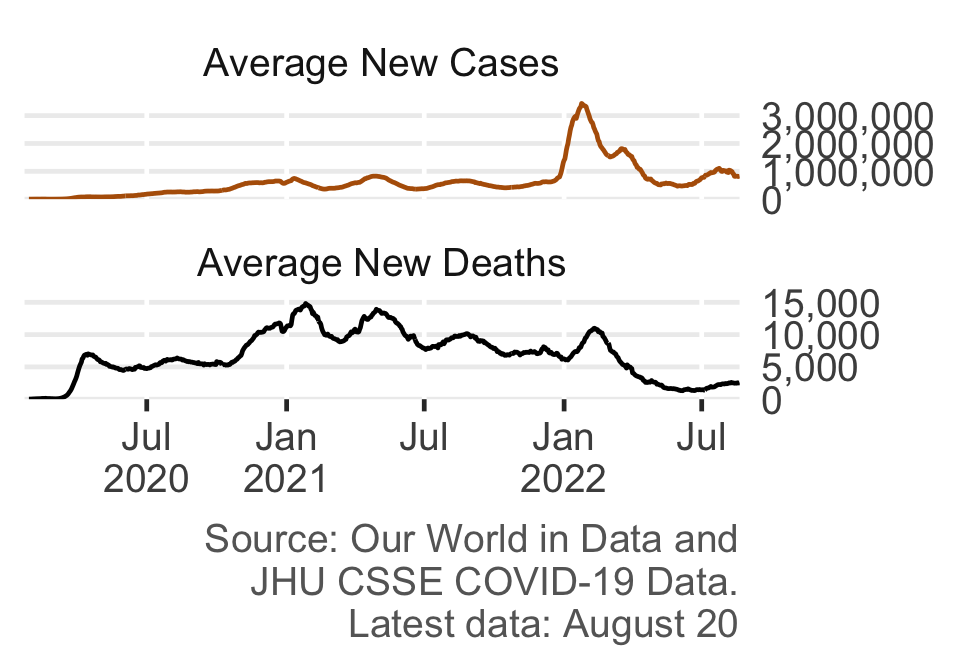 Average New Cases
3,000,000
2,000,000
1,000,000
0
Average New Deaths
15,000
10,000
5,000
0
Jul Jan Jul Jan Jul
2020 2021 2022
Source: Our World in Data and
JHU CSSE COVID-19 Data.
Latest data: August 20